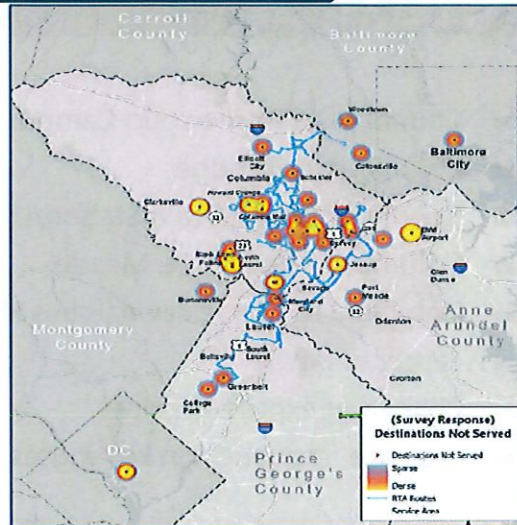 Carroll
County
Baltimore
County
Woodlawn
Ellicott
City
Catonsville
Baltimore
City
Columbia
Clarksville
Howard
Columbia Mall
32
1
BWI
Airport
29
North
Laurel
Jessup
Glen
Burnie
Burtonsville
Savage
Maryland
City
Fort
Meade
32
Anne
Arundel
County
Odenton
Laurel
Montgomery
County
1
South
Laurel
Beltsville
Greenbelt
College
Park
Crofton
DC
Prince
George's
County
(Survey Response)
Destinations Not Served
Destinations Not Served
Sparse
Dense
RTA Routes
Service Area